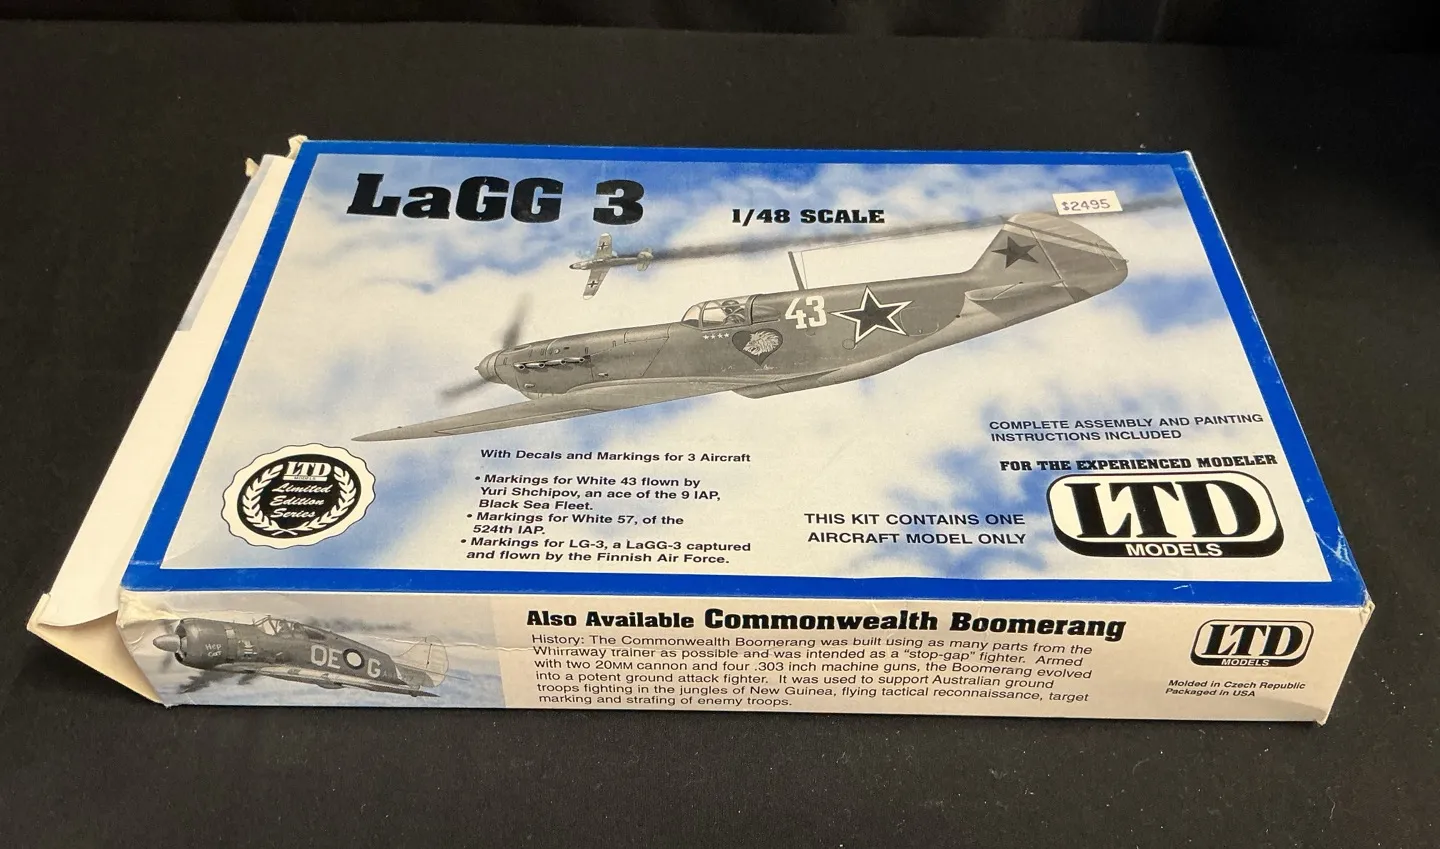 LaGG 3
1/48 SCALE
$2495
43
COMPLETE ASSEMBLY AND PAINTING
INSTRUCTIONS INCLUDED
FOR THE EXPERIENCED MODELER
LTD
MODELS
LTD
MODELS
Limited
Edition
Series
With Decals and Markings for 3 Aircraft
• Markings for White 43 flown by
Yuri Shchipov, an ace of the 9 IAP,
Black Sea Fleet.
• Markings for White 57, of the
524th IAP.
• Markings for LG-3, a LaGG-3 captured
and flown by the Finnish Air Force.
THIS KIT CONTAINS ONE
AIRCRAFT MODEL ONLY
Also Available Commonwealth Boomerang
History: The Commonwealth Boomerang was built using as many parts from the
Whirraway trainer as possible and was intended as a "stop-gap" fighter. Armed
with two 20MM cannon and four .303 inch machine guns, the Boomerang evolved
into a potent ground attack fighter. It was used to support Australian ground
troops fighting in the jungles of New Guinea, flying tactical reconnaissance, target
marking and strafing of enemy troops.
HEP
CAT
QE G
LTD
MODELS
Molded in Czech Republic
Packaged in USA